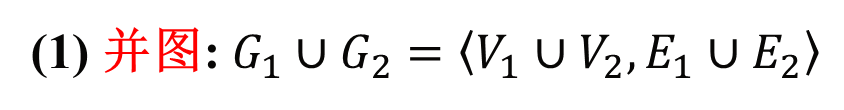 (1) 并图: 𝐺₁ ∪ 𝐺₂ = ⟨𝑉₁ ∪ 𝑉₂, 𝐸₁ ∪ 𝐸₂⟩